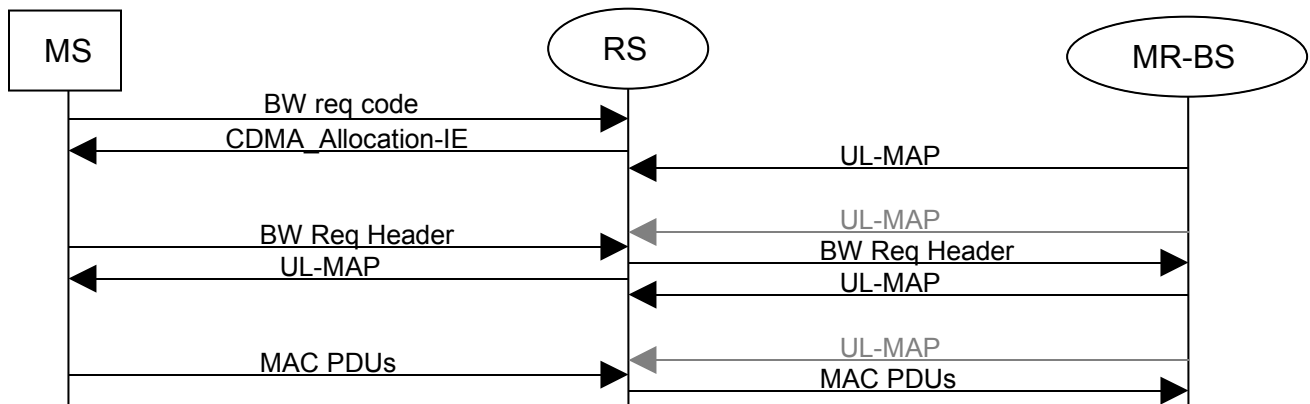 MS
RS
MR-BS
BW req code
CDMA_Allocation-IE
UL-MAP
UL-MAP
BW Req Header
BW Req Header
UL-MAP
UL-MAP
UL-MAP
MAC PDUs
MAC PDUs